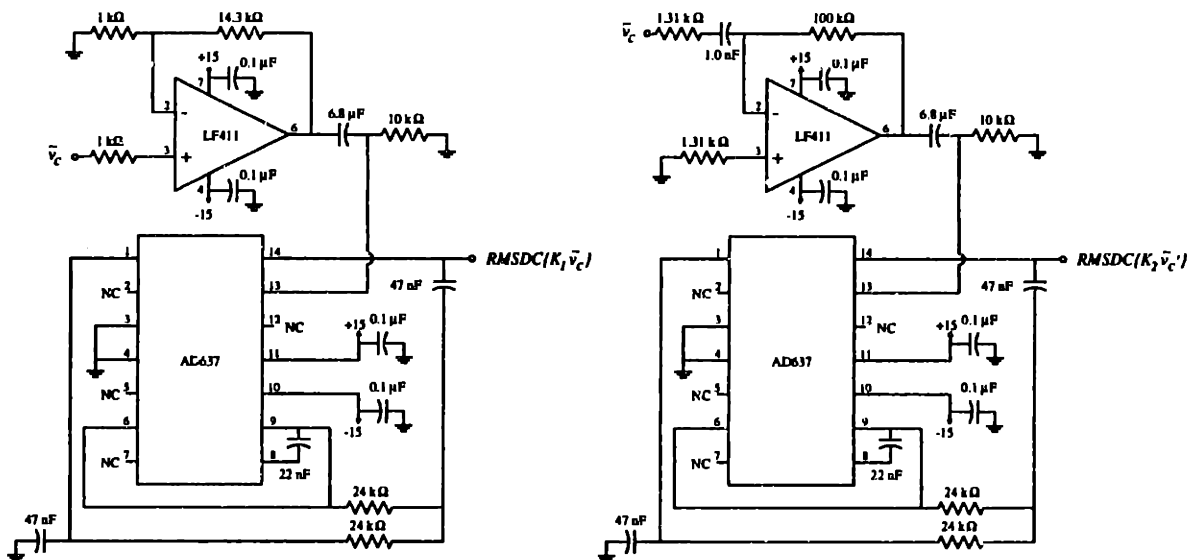 1 kΩ
14.3 kΩ
+15
0.1 µF
7
2
-
LF411
6
6.8 µF
10 kΩ
v̄C
1 kΩ
3
+
4
0.1 µF
-15
1
14
RMSDC{K1 v̄C}
NC 2
13
47 nF
3
12 NC
+15
0.1 µF
4
AD637
11
NC 5
10
0.1 µF
-15
6
9
NC 7
8
22 nF
24 kΩ
47 nF
24 kΩ
v̄C
1.31 kΩ
1.0 nF
100 kΩ
+15
0.1 µF
7
2
-
LF411
6
6.8 µF
10 kΩ
1.31 kΩ
3
+
4
0.1 µF
-15
1
14
RMSDC{K2 v̄C'}
NC 2
13
47 nF
3
12 NC
+15
0.1 µF
4
AD637
11
NC 5
10
0.1 µF
-15
6
9
NC 7
8
22 nF
24 kΩ
47 nF
24 kΩ